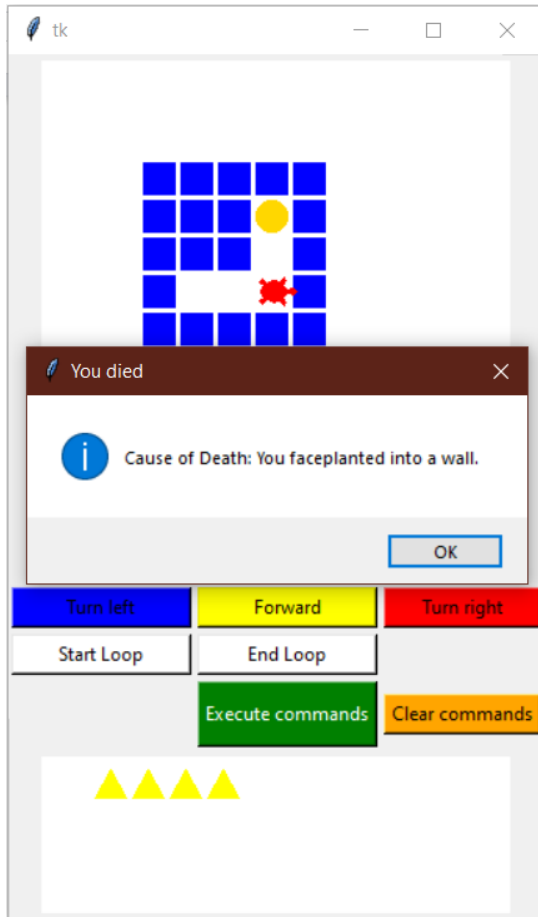 tk
You died
Cause of Death: You faceplanted into a wall.
OK
Turn left
Forward
Turn right
Start Loop
End Loop
Execute commands
Clear commands